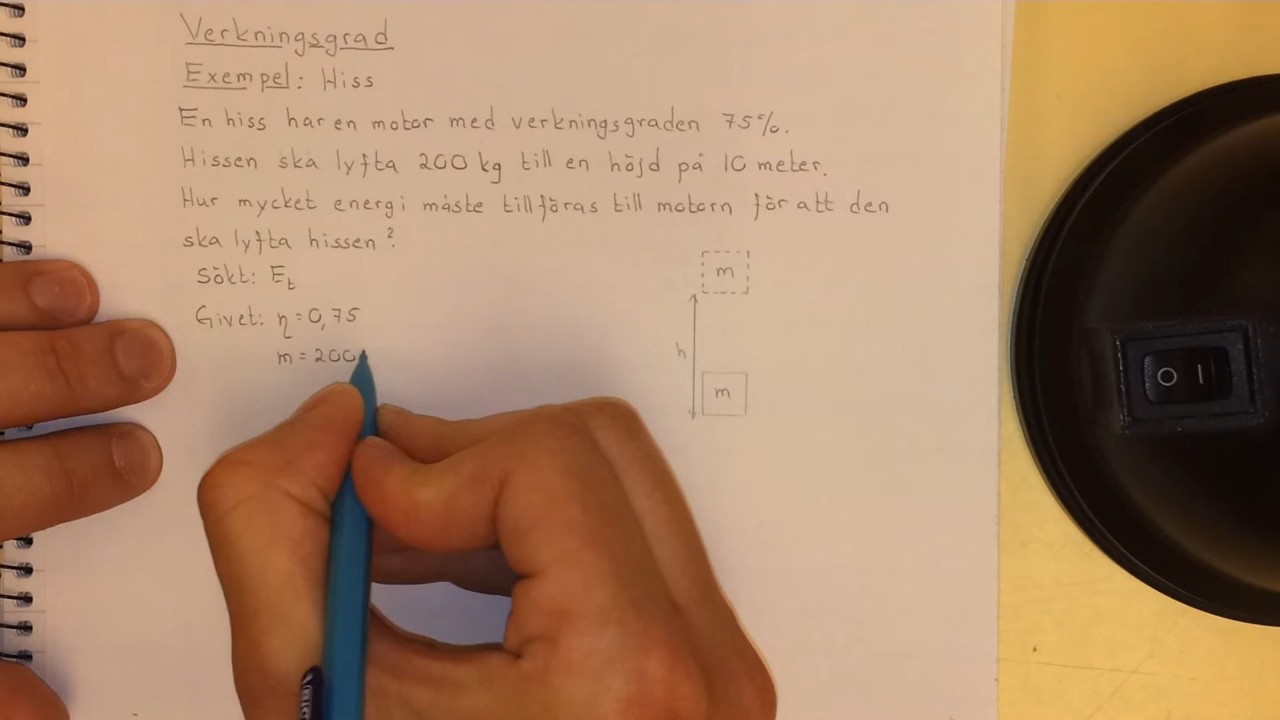 Verkningsgrad
Exempel: Hiss
En hiss har en motor med verkningsgraden 75%.
Hissen ska lyfta 200 kg till en höjd på 10 meter.
Hur mycket energi måste tillföras till motorn för att den
ska lyfta hissen?
Sökt: Et
Givet: η = 0,75
m = 200
m
h
m
O I